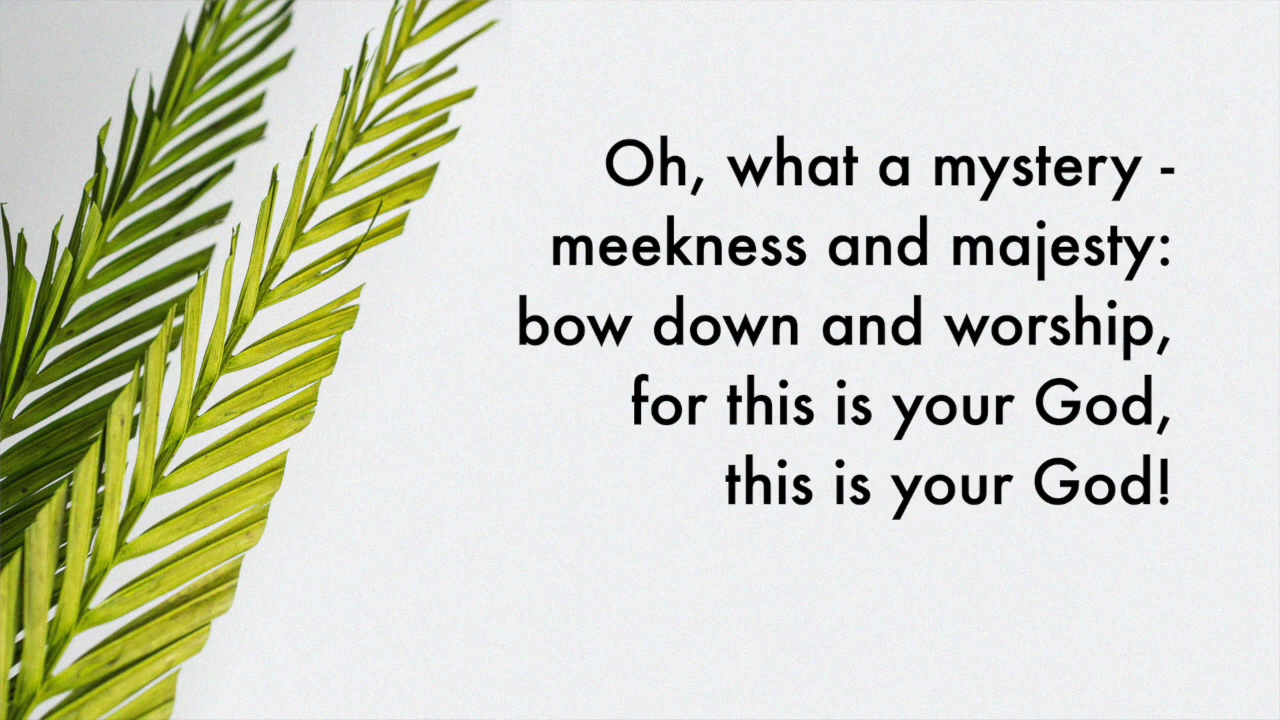 Oh, what a mystery -
meekness and majesty:
bow down and worship,
for this is your God,
this is your God!